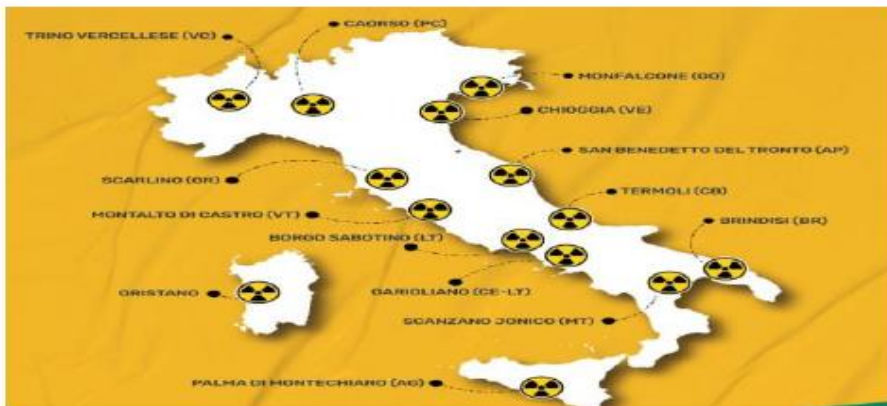 CAORSO (PC)
TRINO VERCELLESE (VC)
MONFALCONE (GO)
CHIOGGIA (VE)
SAN BENEDETTO DEL TRONTO (AP)
SCARLINO (GR)
TERMOLI (CB)
MONTALTO DI CASTRO (VT)
BRINDISI (BR)
BORGO SABOTINO (LT)
GARIGLIANO (CE-LT)
ORISTANO
SCANZANO JONICO (MT)
PALMA DI MONTECHIARO (AG)